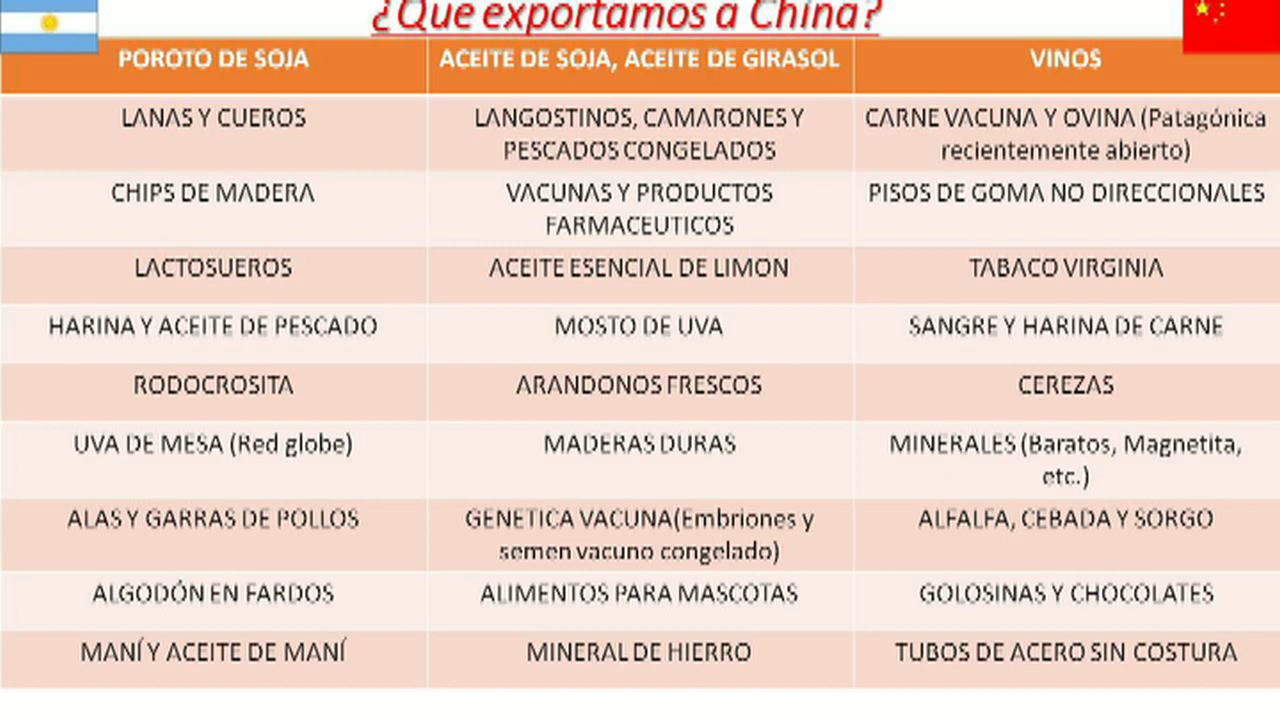 ¿Que exportamos a China?
POROTO DE SOJA ACEITE DE SOJA, ACEITE DE GIRASOL VINOS
LANAS Y CUEROS LANGOSTINOS, CAMARONES Y PESCADOS CONGELADOS CARNE VACUNA Y OVINA (Patagónica recientemente abierto)
CHIPS DE MADERA VACUNAS Y PRODUCTOS FARMACEUTICOS PISOS DE GOMA NO DIRECCIONALES
LACTOSUEROS ACEITE ESENCIAL DE LIMON TABACO VIRGINIA
HARINA Y ACEITE DE PESCADO MOSTO DE UVA SANGRE Y HARINA DE CARNE
RODOCROSITA ARANDONOS FRESCOS CEREZAS
UVA DE MESA (Red globe) MADERAS DURAS MINERALES (Baratos, Magnetita, etc.)
ALAS Y GARRAS DE POLLOS GENETICA VACUNA(Embriones y semen vacuno congelado) ALFALFA, CEBADA Y SORGO
ALGODÓN EN FARDOS ALIMENTOS PARA MASCOTAS GOLOSINAS Y CHOCOLATES
MANÍ Y ACEITE DE MANÍ MINERAL DE HIERRO TUBOS DE ACERO SIN COSTURA